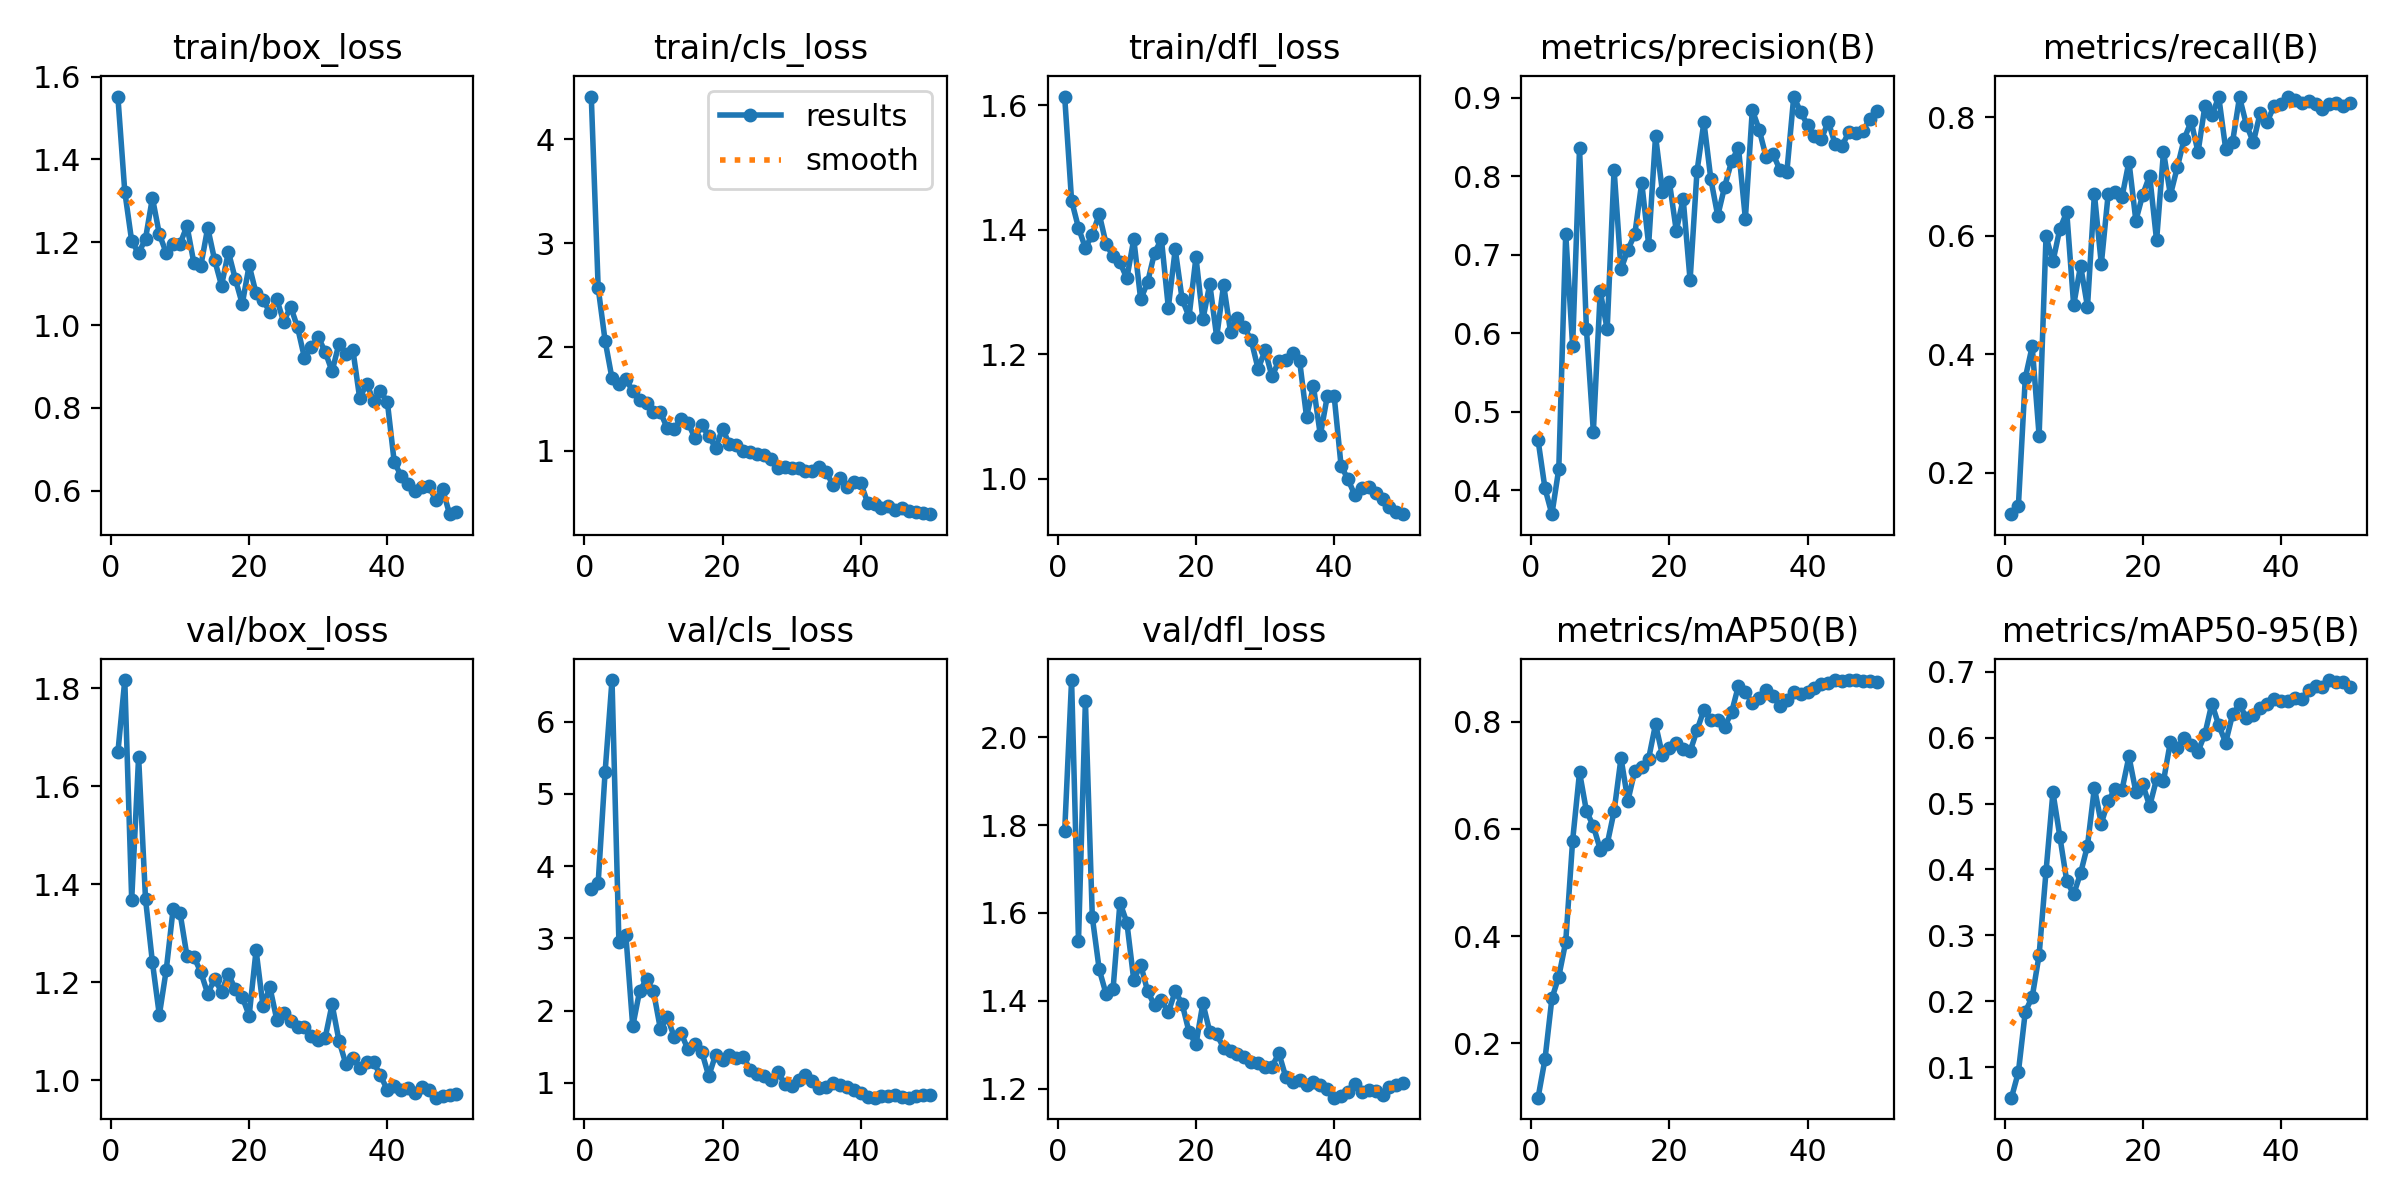 train/box_loss
1.6
1.4
1.2
1.0
0.8
0.6
0 20 40
train/cls_loss
results
smooth
4
3
2
1
0 20 40
train/dfl_loss
1.6
1.4
1.2
1.0
0 20 40
metrics/precision(B)
0.9
0.8
0.7
0.6
0.5
0.4
0 20 40
metrics/recall(B)
0.8
0.6
0.4
0.2
0 20 40
val/box_loss
1.8
1.6
1.4
1.2
1.0
0 20 40
val/cls_loss
6
5
4
3
2
1
0 20 40
val/dfl_loss
2.0
1.8
1.6
1.4
1.2
0 20 40
metrics/mAP50(B)
0.8
0.6
0.4
0.2
0 20 40
metrics/mAP50-95(B)
0.7
0.6
0.5
0.4
0.3
0.2
0.1
0 20 40